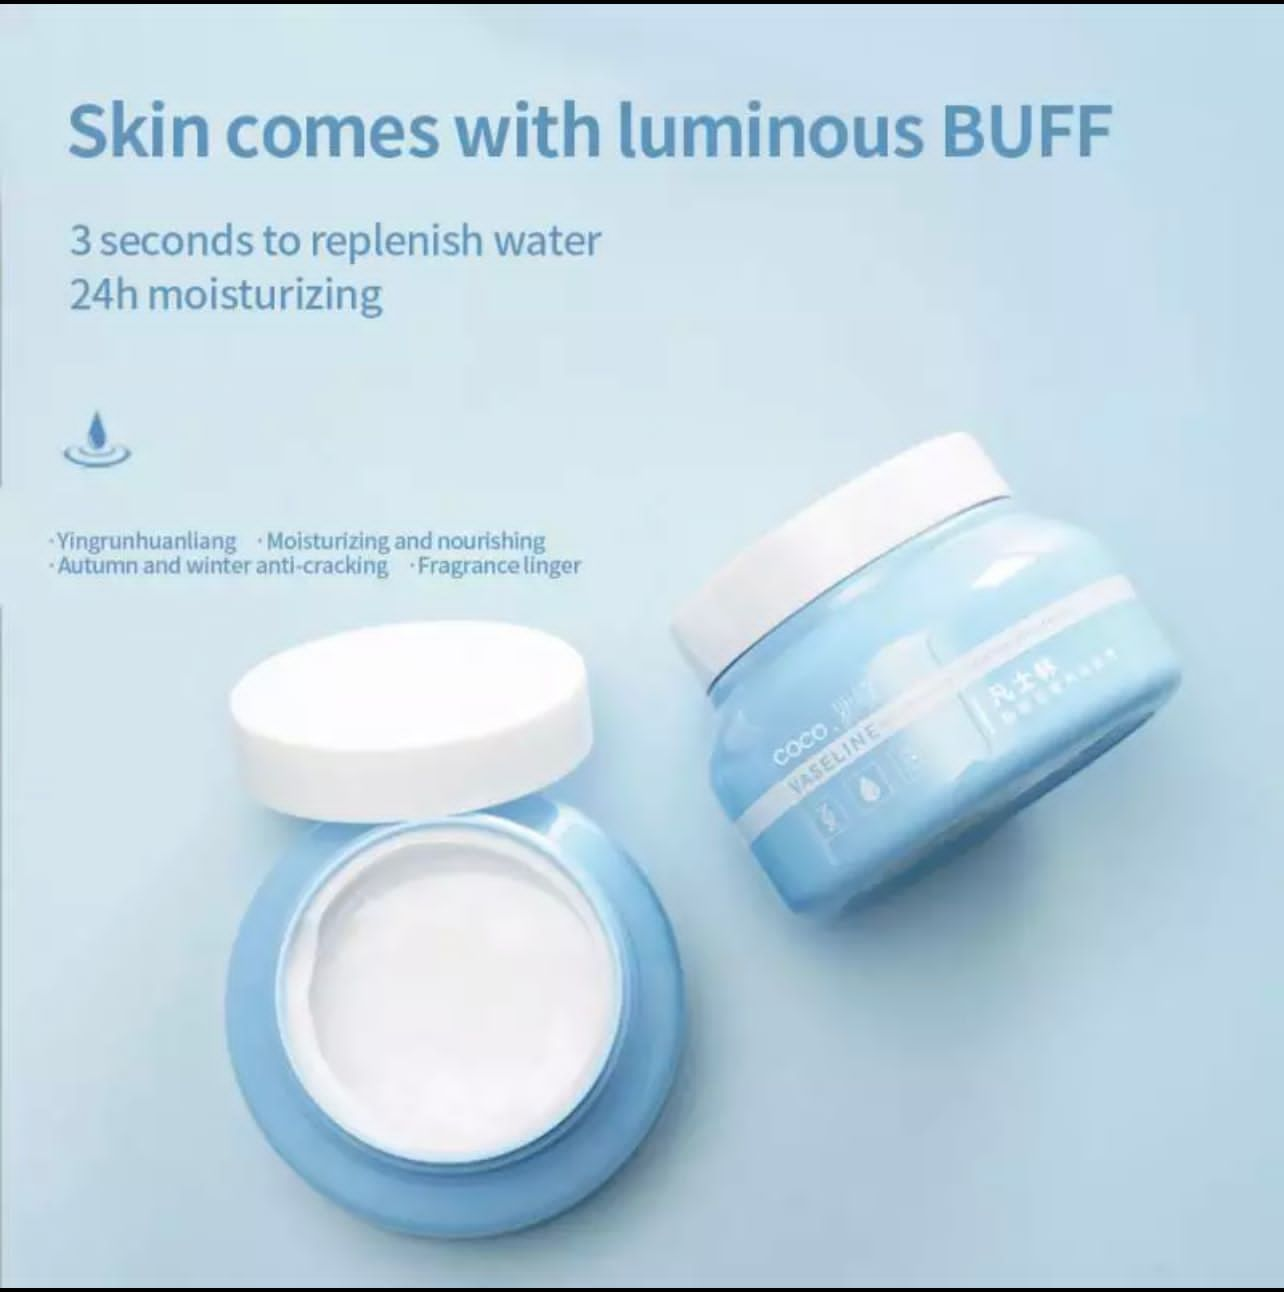 Skin comes with luminous BUFF
3 seconds to replenish water
24h moisturizing
·Yingrunhuanliang ·Moisturizing and nourishing
·Autumn and winter anti-cracking ·Fragrance linger
COCO
VASELINE
凡士林